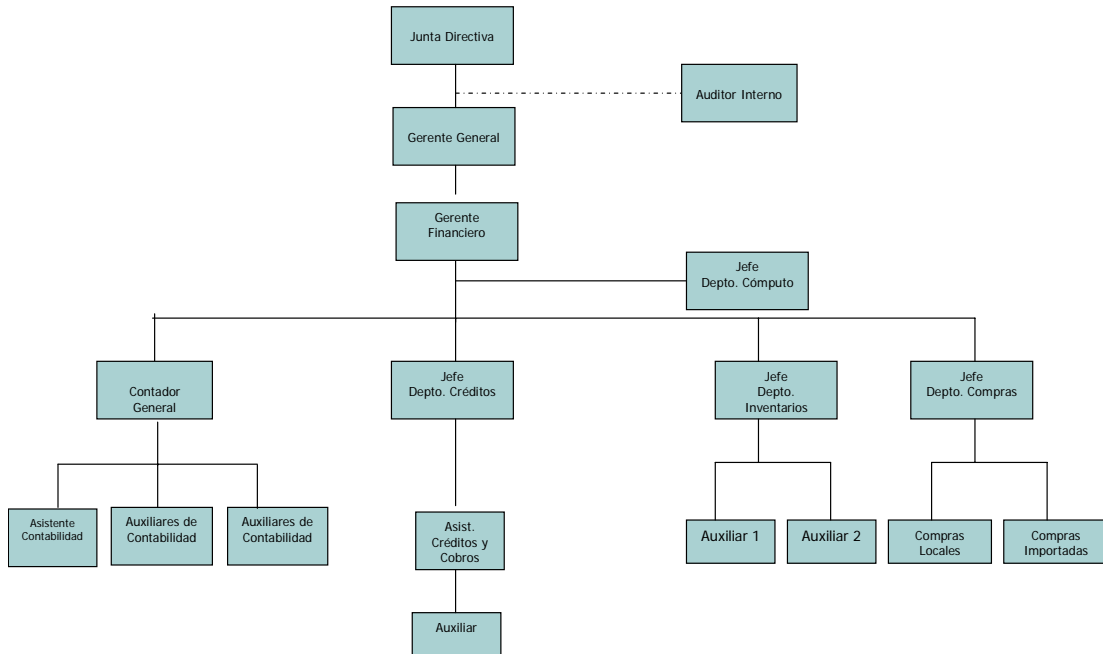 Junta Directiva
Auditor Interno
Gerente General
Gerente
Financiero
Jefe
Depto. Cómputo
Contador
General
Jefe
Depto. Créditos
Jefe
Depto.
Inventarios
Jefe
Depto. Compras
Asistente
Contabilidad
Auxiliares de
Contabilidad
Auxiliares de
Contabilidad
Asist.
Créditos y
Cobros
Auxiliar 1
Auxiliar 2
Compras
Locales
Compras
Importadas
Auxiliar